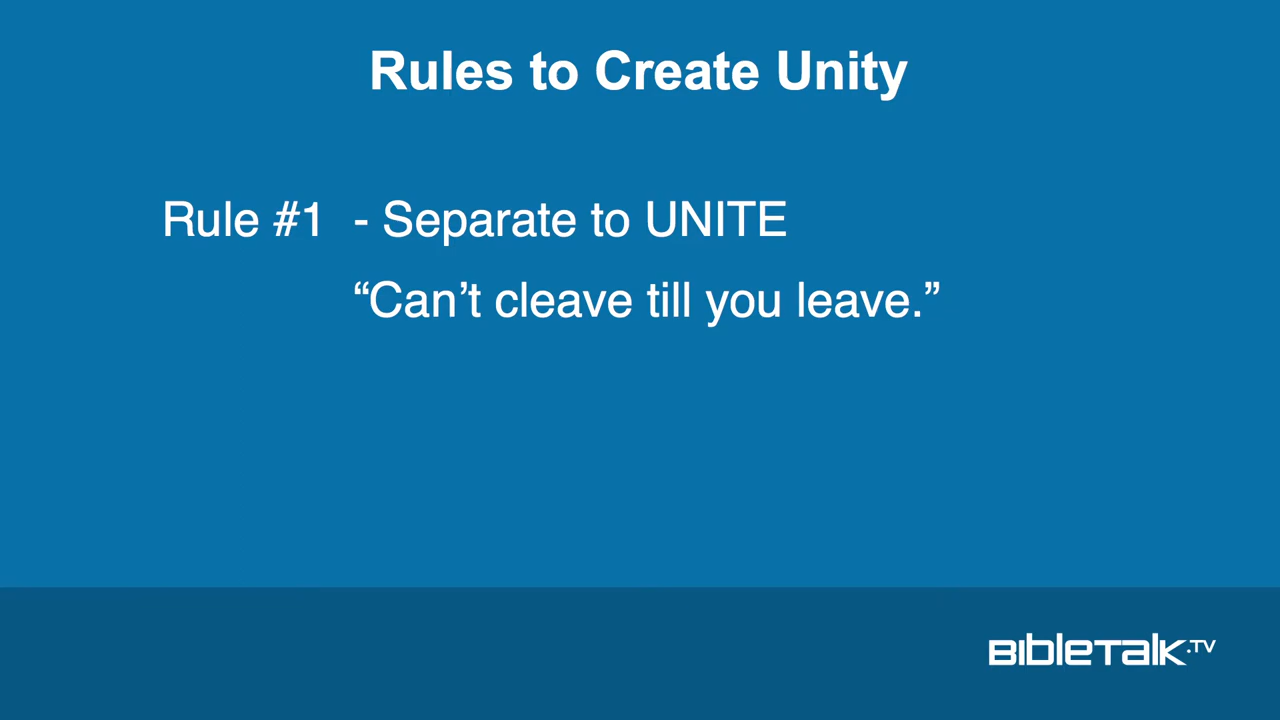 Rules to Create Unity
Rule #1 - Separate to UNITE
“Can’t cleave till you leave.”
BIBLETALK.TV